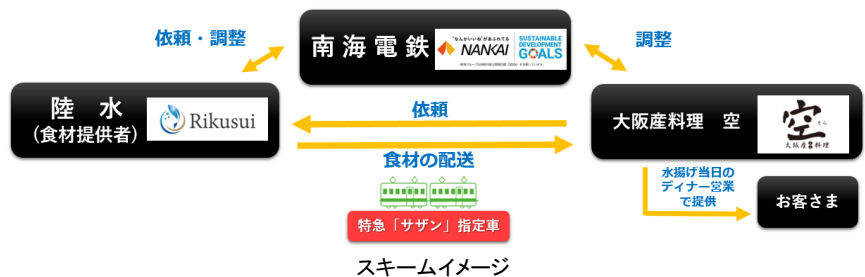 依頼・調整
南海電鉄
"なんかいいね"があふれてる
NANKAI
SUSTAINABLE
DEVELOPMENT
GOALS
調整
陸 水
(食材提供者)
Rikusui
依頼
大阪産料理 空
空
そら
大阪産料理
食材の配送
水揚げ当日の
ディナー営業
で提供
お客さま
特急「サザン」指定車
スキームイメージ